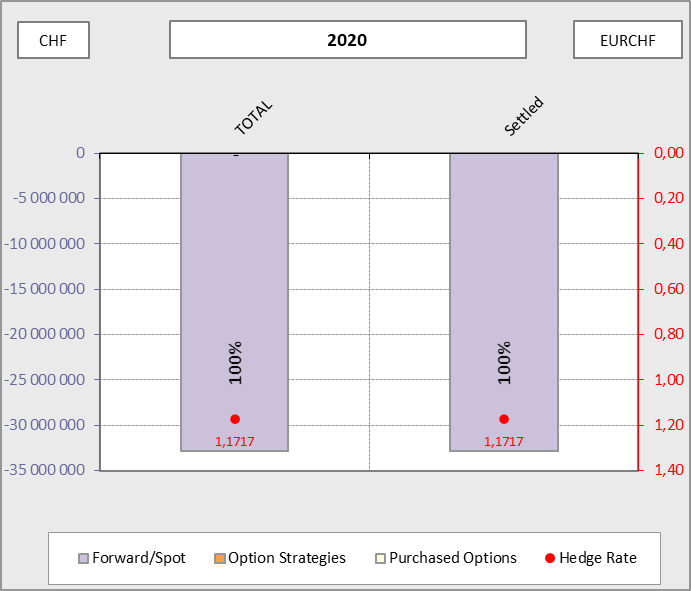 CHF
2020
EURCHF
TOTAL
Settled
0
-5 000 000
-10 000 000
-15 000 000
-20 000 000
-25 000 000
-30 000 000
-35 000 000
-
100%
100%
1,1717
1,1717
0,00
0,20
0,40
0,60
0,80
1,00
1,20
1,40
Forward/Spot
Option Strategies
Purchased Options
Hedge Rate